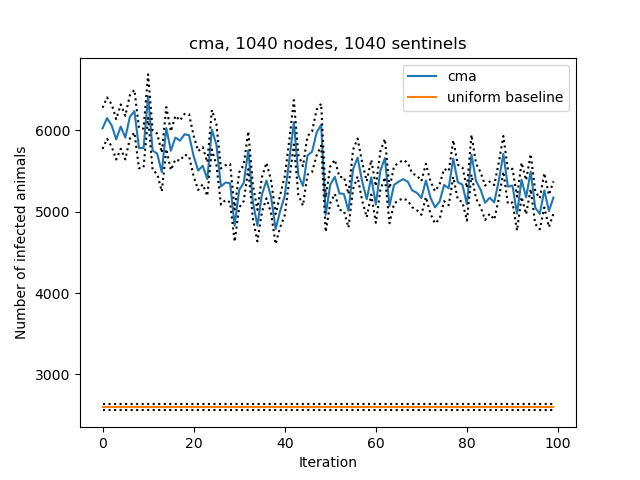 cma, 1040 nodes, 1040 sentinels
cma
uniform baseline
Number of infected animals
6000
5000
4000
3000
0 20 40 60 80 100
Iteration